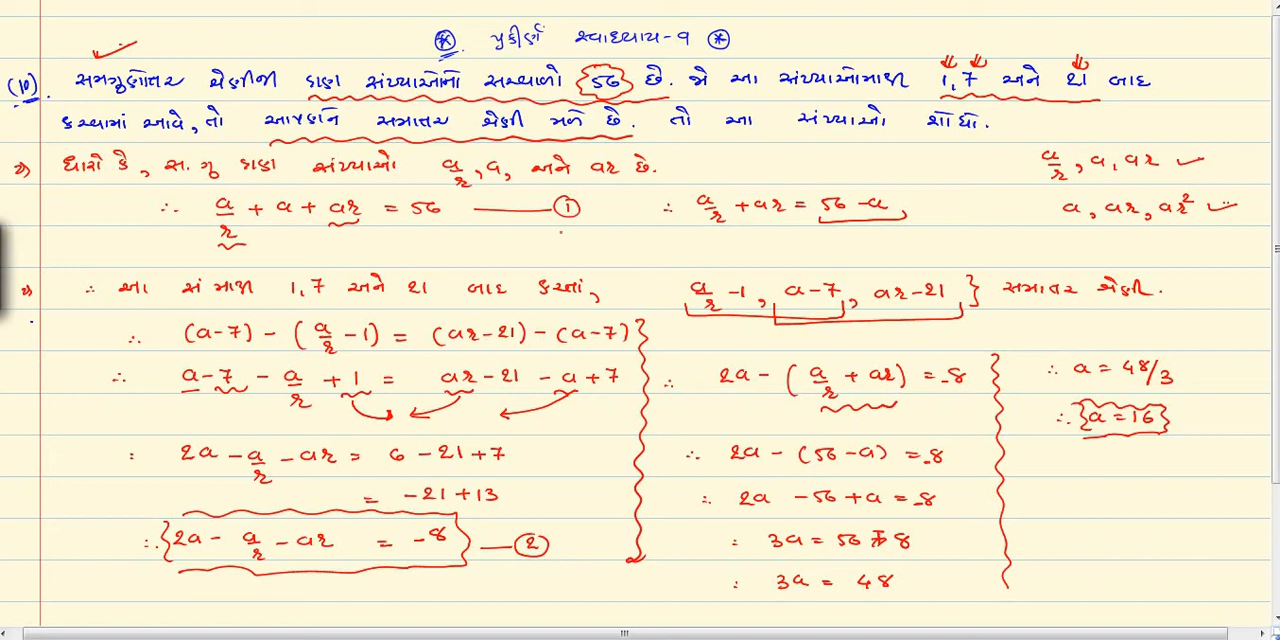 * પ્રકીર્ણ સ્વાધ્યાય-૧ *
(10) સમગુણોત્તર શ્રેણીની ત્રણ સંખ્યાઓનો સરવાળો 56 છે. જો આ સંખ્યાઓમાંથી 1, 7 અને 21 બાદ
કરવામાં આવે, તો આપણને સમાંતર શ્રેણી મળે છે. તો આ સંખ્યાઓ શોધો.
→ ધારો કે, સ.ગુ ત્રણ સંખ્યાઓ a/r, a, અને ar છે.
a/r, a, ar ✓
∴ a/r + a + ar = 56 —— ①
∴ a/r + ar = 56 - a
a, ar, ar² ✓
→ ∴ આ સં માંથી 1, 7 અને 21 બાદ કરતાં, a/r - 1, a - 7, ar - 21 } સમાંતર શ્રેણી.
∴ (a-7) - (a/r - 1) = (ar-21) - (a-7)
∴ a - 7 - a/r + 1 = ar - 21 - a + 7
: 2a - a/r - ar = 6 - 21 + 7
= -21 + 13
∴ {2a - a/r - ar = -8} —— ②
∴ 2a - (a/r + ar) = -8
∴ 2a - (56 - a) = -8
∴ 2a - 56 + a = -8
: 3a = 56 - 8
: 3a = 48
∴ a = 48/3
∴ {a = 16}